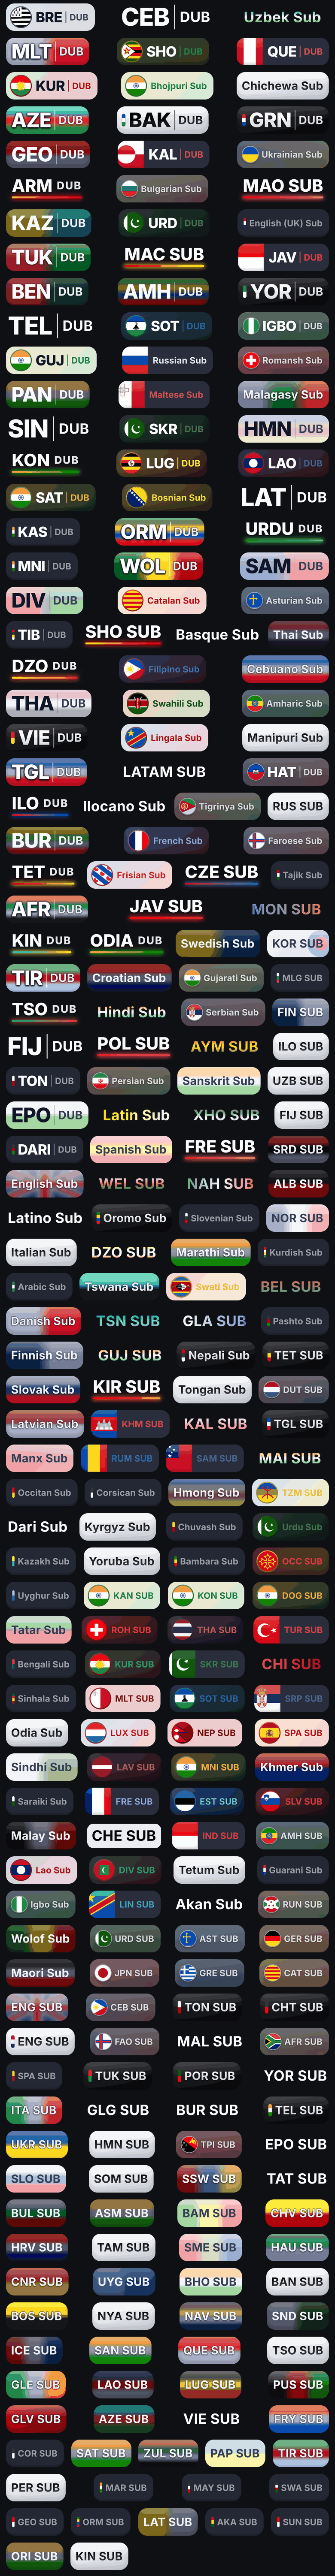 BRE DUB CEB DUB Uzbek Sub
MLT DUB SHO DUB QUE DUB
KUR DUB Bhojpuri Sub Chichewa Sub
AZE DUB BAK DUB GRN DUB
GEO DUB KAL DUB Ukrainian Sub
ARM DUB Bulgarian Sub MAO SUB
KAZ DUB URD DUB English (UK) Sub
TUK DUB MAC SUB JAV DUB
BEN DUB AMH DUB YOR DUB
TEL DUB SOT DUB IGBO DUB
GUJ DUB Russian Sub Romansh Sub
PAN DUB Maltese Sub Malagasy Sub
SIN DUB SKR DUB HMN DUB
KON DUB LUG DUB LAO DUB
SAT DUB Bosnian Sub LAT DUB
KAS DUB ORM DUB URDU DUB
MNI DUB WOL DUB SAM DUB
DIV DUB Catalan Sub Asturian Sub
TIB DUB SHO SUB Basque Sub Thai Sub
DZO DUB Filipino Sub Cebuano Sub
THA DUB Swahili Sub Amharic Sub
VIE DUB Lingala Sub Manipuri Sub
TGL DUB LATAM SUB HAT DUB
ILO DUB Ilocano Sub Tigrinya Sub RUS SUB
BUR DUB French Sub Faroese Sub
TET DUB Frisian Sub CZE SUB Tajik Sub
AFR DUB JAV SUB MON SUB
KIN DUB ODIA DUB Swedish Sub KOR SUB
TIR DUB Croatian Sub Gujarati Sub MLG SUB
TSO DUB Hindi Sub Serbian Sub FIN SUB
FIJ DUB POL SUB AYM SUB ILO SUB
TON DUB Persian Sub Sanskrit Sub UZB SUB
EPO DUB Latin Sub XHO SUB FIJ SUB
DARI DUB Spanish Sub FRE SUB SRD SUB
English Sub WEL SUB NAH SUB ALB SUB
Latino Sub Oromo Sub Slovenian Sub NOR SUB
Italian Sub DZO SUB Marathi Sub Kurdish Sub
Arabic Sub Tswana Sub Swati Sub BEL SUB
Danish Sub TSN SUB GLA SUB Pashto Sub
Finnish Sub GUJ SUB Nepali Sub TET SUB
Slovak Sub KIR SUB Tongan Sub DUT SUB
Latvian Sub KHM SUB KAL SUB TGL SUB
Manx Sub RUM SUB SAM SUB MAI SUB
Occitan Sub Corsican Sub Hmong Sub TZM SUB
Dari Sub Kyrgyz Sub Chuvash Sub Urdu Sub
Kazakh Sub Yoruba Sub Bambara Sub OCC SUB
Uyghur Sub KAN SUB KON SUB DOG SUB
Tatar Sub ROH SUB THA SUB TUR SUB
Bengali Sub KUR SUB SKR SUB CHI SUB
Sinhala Sub MLT SUB SOT SUB SRP SUB
Odia Sub LUX SUB NEP SUB SPA SUB
Sindhi Sub LAV SUB MNI SUB Khmer Sub
Saraiki Sub FRE SUB EST SUB SLV SUB
Malay Sub CHE SUB IND SUB AMH SUB
Lao Sub DIV SUB Tetum Sub Guarani Sub
Igbo Sub LIN SUB Akan Sub RUN SUB
Wolof Sub URD SUB AST SUB GER SUB
Maori Sub JPN SUB GRE SUB CAT SUB
ENG SUB CEB SUB TON SUB CHT SUB
ENG SUB FAO SUB MAL SUB AFR SUB
SPA SUB TUK SUB POR SUB YOR SUB
ITA SUB GLG SUB BUR SUB TEL SUB
UKR SUB HMN SUB TPI SUB EPO SUB
SLO SUB SOM SUB SSW SUB TAT SUB
BUL SUB ASM SUB BAM SUB CHV SUB
HRV SUB TAM SUB SME SUB HAU SUB
CNR SUB UYG SUB BHO SUB BAN SUB
BOS SUB NYA SUB NAV SUB SND SUB
ICE SUB SAN SUB QUE SUB TSO SUB
GLE SUB LAO SUB LUG SUB PUS SUB
GLV SUB AZE SUB VIE SUB FRY SUB
COR SUB SAT SUB ZUL SUB PAP SUB TIR SUB
PER SUB MAR SUB MAY SUB SWA SUB
GEO SUB ORM SUB LAT SUB AKA SUB SUN SUB
ORI SUB KIN SUB